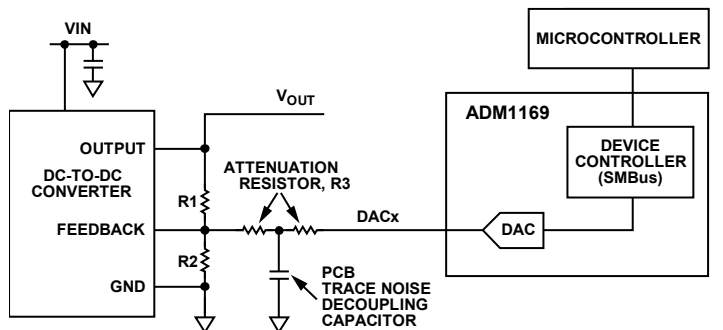 VIN
MICROCONTROLLER
VOUT
ADM1169
OUTPUT
DC-TO-DC
CONVERTER
ATTENUATION
RESISTOR, R3
DEVICE
CONTROLLER
(SMBus)
R1
DACx
FEEDBACK
DAC
R2
GND
PCB
TRACE NOISE
DECOUPLING
CAPACITOR